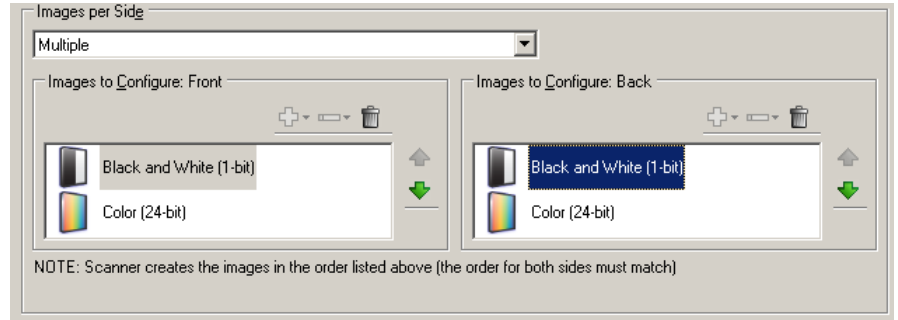 Images per Side
Multiple
Images to Configure: Front
Images to Configure: Back
Black and White (1-bit)
Color (24-bit)
Black and White (1-bit)
Color (24-bit)
NOTE: Scanner creates the images in the order listed above (the order for both sides must match)